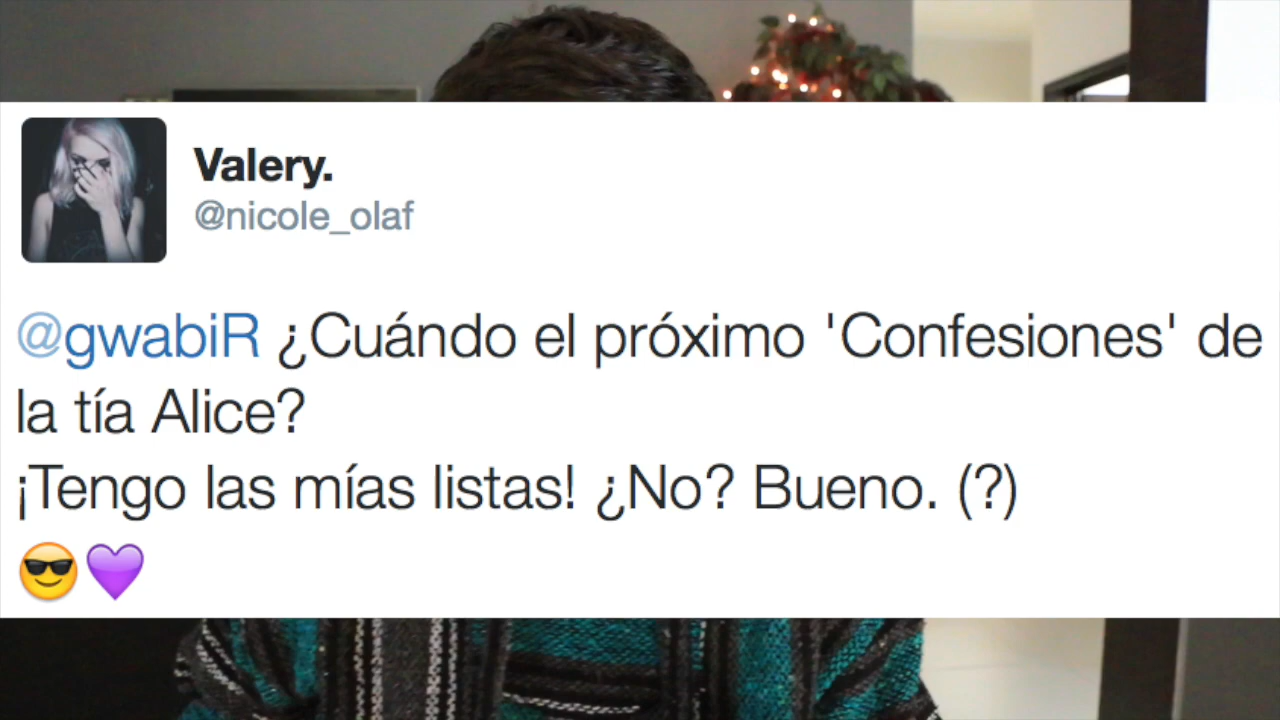 Valery.
@nicole_olaf
@gwabiR ¿Cuándo el próximo 'Confesiones' de
la tía Alice?
¡Tengo las mías listas! ¿No? Bueno. (?)
😎💜